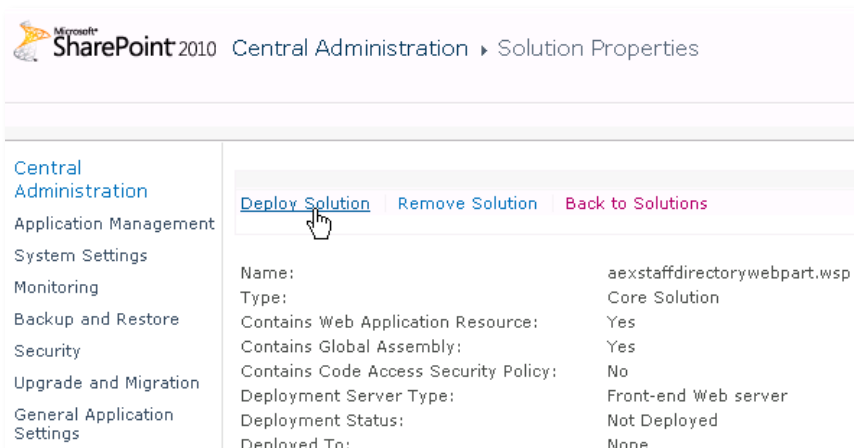 Microsoft®
SharePoint 2010 Central Administration ▸ Solution Properties
Central
Administration
Application Management
System Settings
Monitoring
Backup and Restore
Security
Upgrade and Migration
General Application
Settings
Deploy Solution Remove Solution Back to Solutions
Name: aexstaffdirectorywebpart.wsp
Type: Core Solution
Contains Web Application Resource: Yes
Contains Global Assembly: Yes
Contains Code Access Security Policy: No
Deployment Server Type: Front-end Web server
Deployment Status: Not Deployed
Deployed To: None